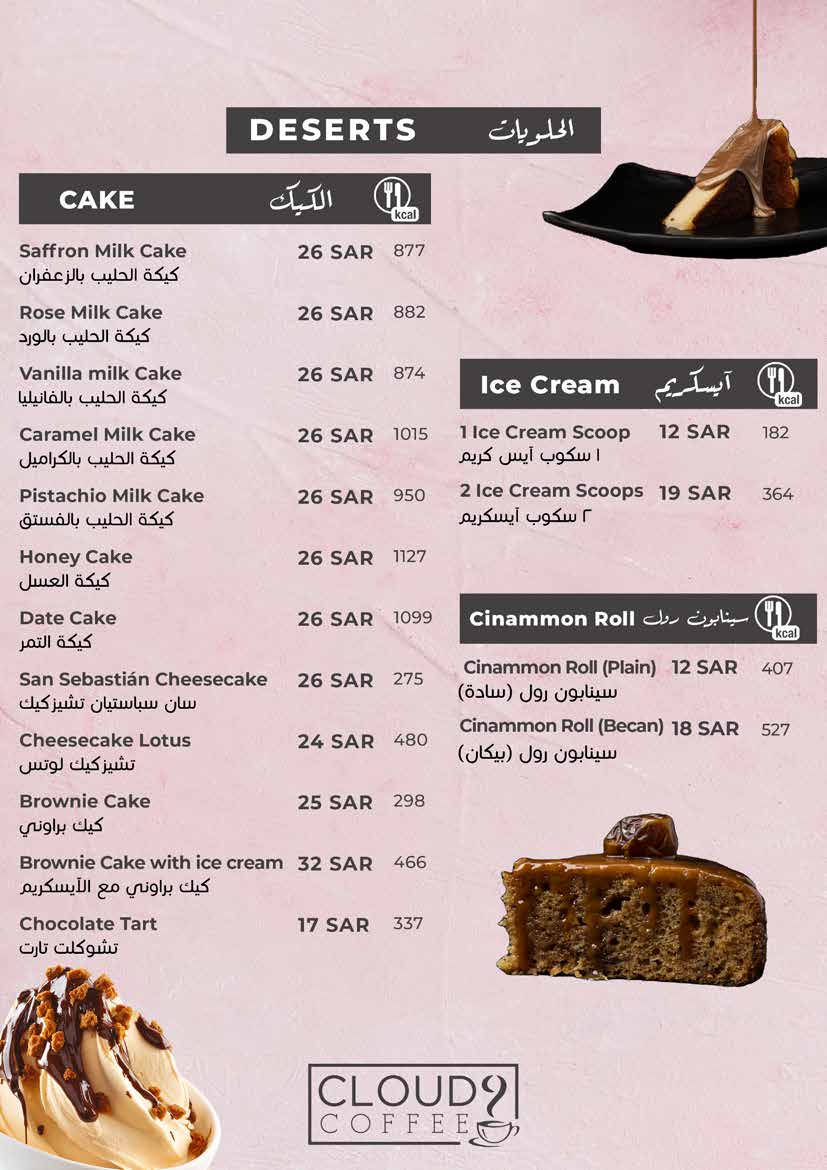 DESERTS الحلويات
CAKE الكيك kcal
Saffron Milk Cake 26 SAR 877
كيكة الحليب بالزعفران
Rose Milk Cake 26 SAR 882
كيكة الحليب بالورد
Vanilla milk Cake 26 SAR 874
كيكة الحليب بالفانيليا
Caramel Milk Cake 26 SAR 1015
كيكة الحليب بالكراميل
Pistachio Milk Cake 26 SAR 950
كيكة الحليب بالفستق
Honey Cake 26 SAR 1127
كيكة العسل
Date Cake 26 SAR 1099
كيكة التمر
San Sebastián Cheesecake 26 SAR 275
سان سباستيان تشيزكيك
Cheesecake Lotus 24 SAR 480
تشيزكيك لوتس
Brownie Cake 25 SAR 298
كيك براوني
Brownie Cake with ice cream 32 SAR 466
كيك براوني مع الآيسكريم
Chocolate Tart 17 SAR 337
تشوكلت تارت
Ice Cream آيسكريم kcal
1 Ice Cream Scoop 12 SAR 182
١ سكوب آيس كريم
2 Ice Cream Scoops 19 SAR 364
٢ سكوب آيسكريم
Cinammon Roll سينابون رول kcal
Cinammon Roll (Plain) 12 SAR 407
سينابون رول (سادة)
Cinammon Roll (Becan) 18 SAR 527
سينابون رول (بيكان)
CLOUD9
COFFEE